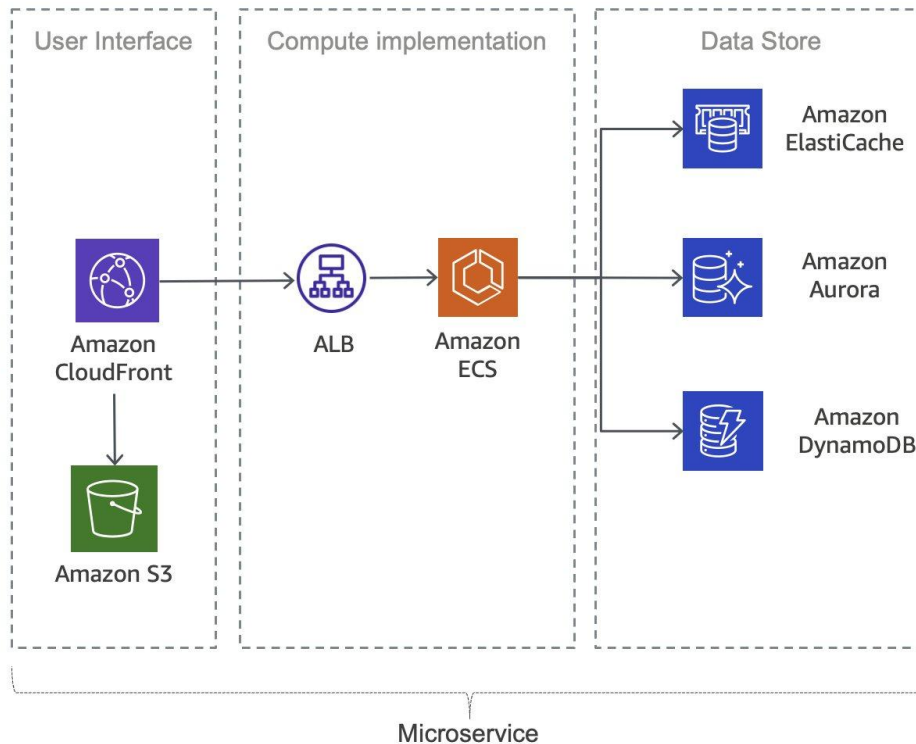 User Interface
Compute implementation
Data Store
Amazon
ElastiCache
Amazon
CloudFront
ALB
Amazon
ECS
Amazon
Aurora
Amazon S3
Amazon
DynamoDB
Microservice